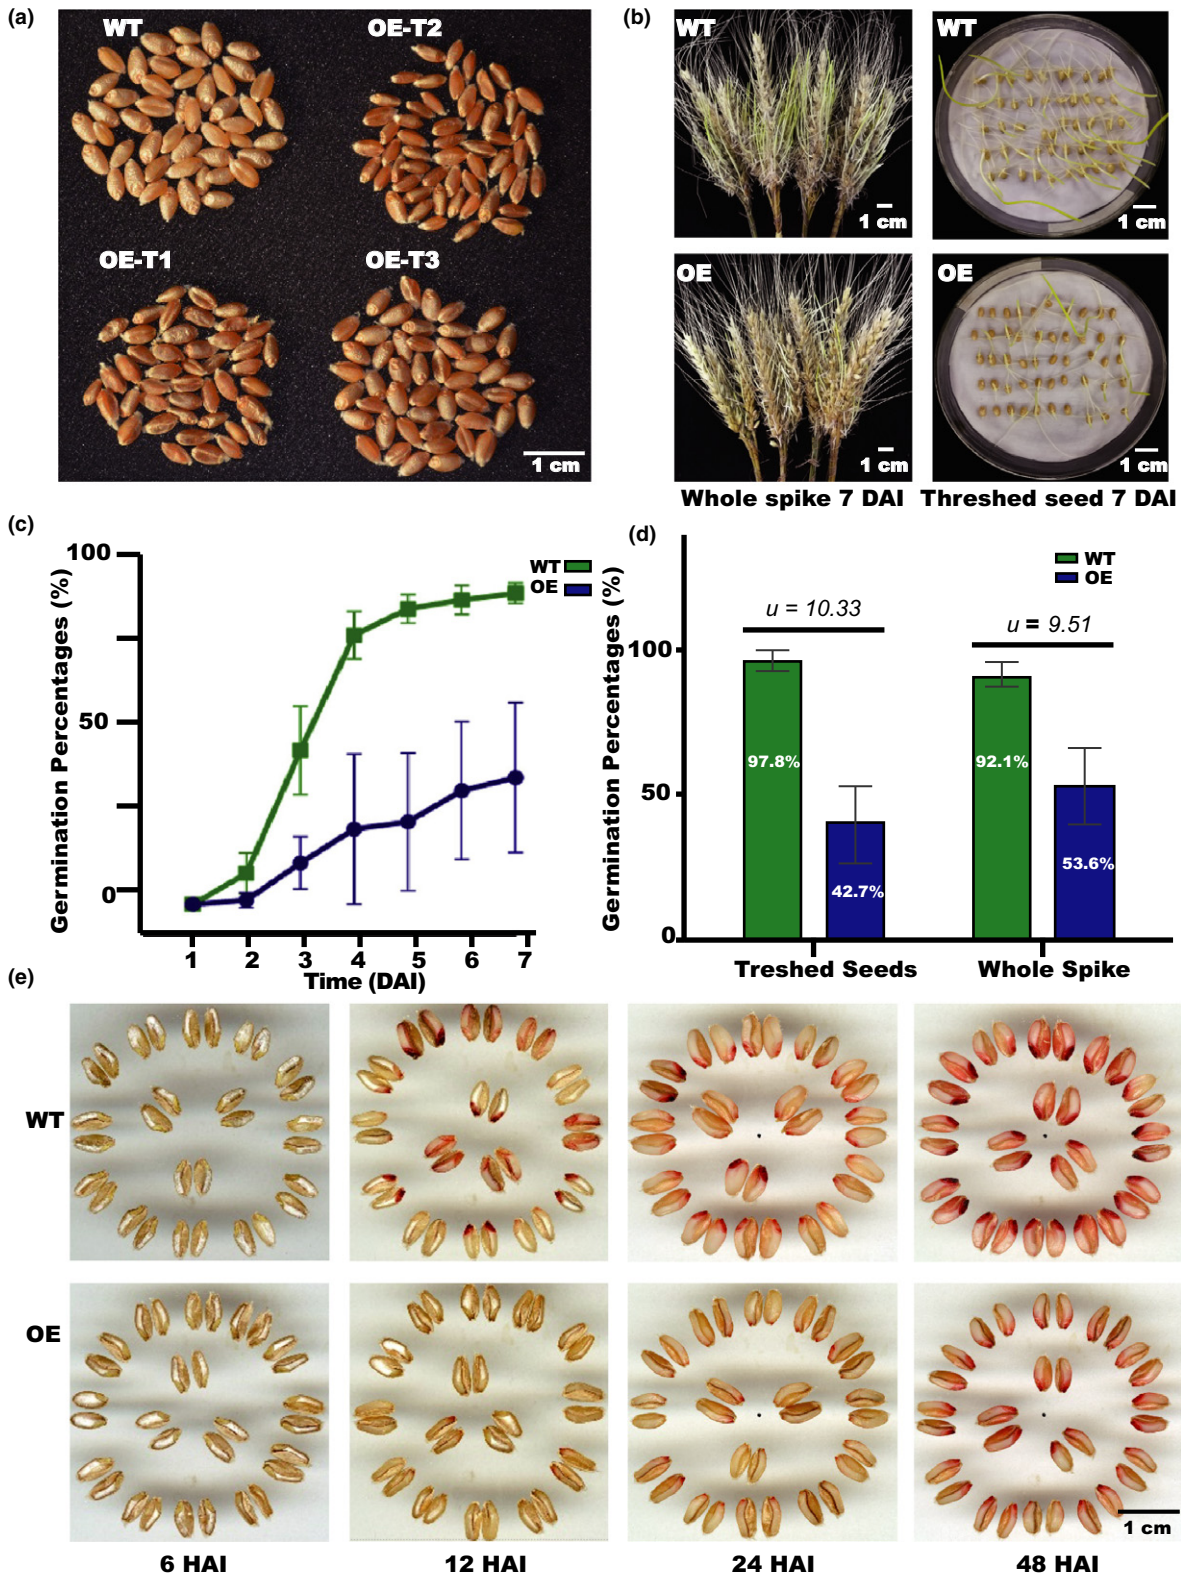 (a)
WT
OE-T2
OE-T1
OE-T3
1 cm
(b)
WT
1 cm
WT
1 cm
OE
1 cm
OE
1 cm
Whole spike 7 DAI
Threshed seed 7 DAI
(c)
Germination Percentages (%)
100
50
0
WT
OE
1 2 3 4 5 6 7
Time (DAI)
(d)
Germination Percentages (%)
100
50
0
WT
OE
u = 10.33
u = 9.51
97.8%
42.7%
92.1%
53.6%
Treshed Seeds
Whole Spike
(e)
WT
OE
1 cm
6 HAI
12 HAI
24 HAI
48 HAI